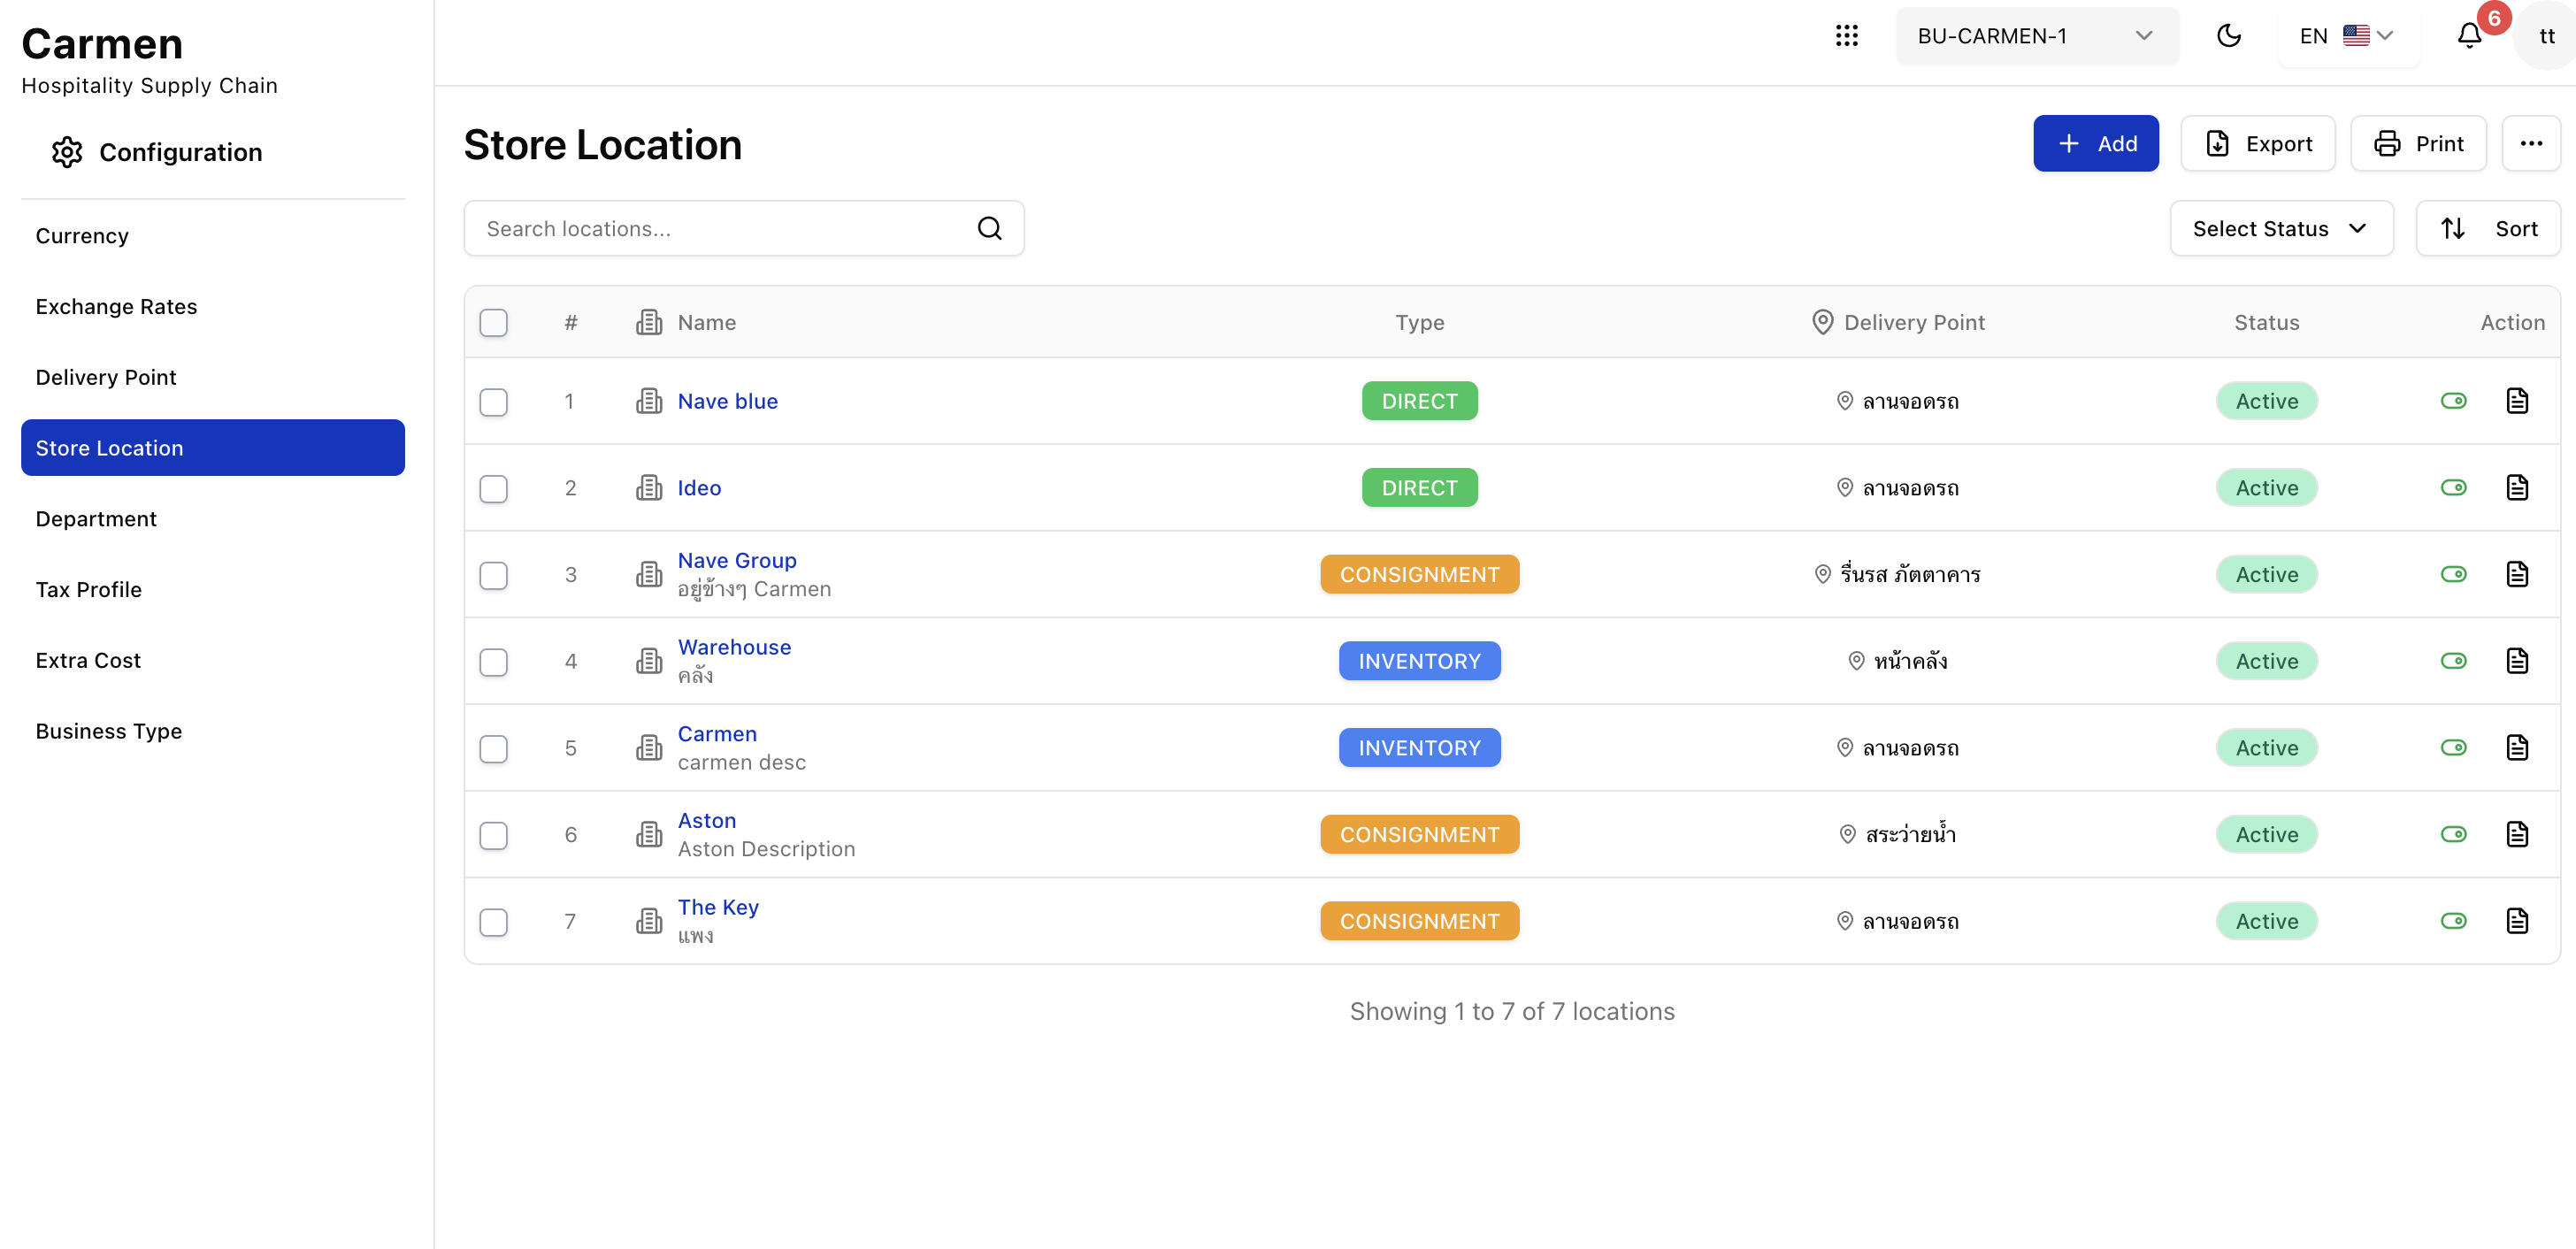 Carmen
Hospitality Supply Chain
Configuration
Currency
Exchange Rates
Delivery Point
Store Location
Department
Tax Profile
Extra Cost
Business Type
BU-CARMEN-1
EN
6
tt
Store Location
Add
Export
Print
Search locations...
Select Status
Sort
# Name Type Delivery Point Status Action
1 Nave blue DIRECT ลานจอดรถ Active
2 Ideo DIRECT ลานจอดรถ Active
3 Nave Group CONSIGNMENT รื่นรส ภัตตาคาร Active
อยู่ข้างๆ Carmen
4 Warehouse INVENTORY หน้าคลัง Active
คลัง
5 Carmen INVENTORY ลานจอดรถ Active
carmen desc
6 Aston CONSIGNMENT สระว่ายน้ำ Active
Aston Description
7 The Key CONSIGNMENT ลานจอดรถ Active
แพง
Showing 1 to 7 of 7 locations